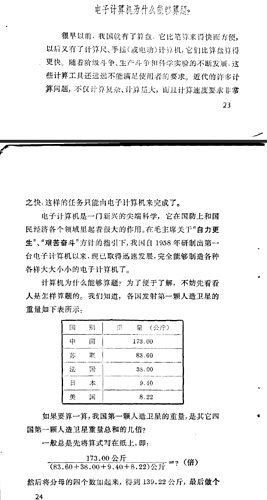 电子计算机为什么能够算题?
很早以前，我国就有了算盘，它比笔算来得快而方便，
以后又有了计算尺、手摇(或电动)计算机，它们比算盘算得
更快。随着阶级斗争、生产斗争和科学实验的不断发展，这
些计算工具还远远不能满足使用者的要求。近代的许多计
算问题，不仅计算复杂、计算量大，而且计算速度要求非常
23
之快，这样的任务只能由电子计算机来完成了。
电子计算机是一门新兴的尖端科学，它在国防上和国
民经济各个领域里起着很大的作用。在毛主席关于“自力更
生”、“艰苦奋斗”方针的指引下，我国自 1958 年研制出第一
台电子计算机以来，现已取得迅速发展，完全能够制造各种
各样大大小小的电子计算机了。
计算机为什么能够算题？为了便于了解，不妨先看看
人是怎样算题的。我们知道，各国发射第一颗人造卫星的
重量如下表所示：
国 别 重 量 (公斤)
中 国 173.00
苏 联 83.60
法 国 38.00
日 本 9.40
美 国 8.22
如果要算一算，我国第一颗人造卫星的重量，是其它四
国第一颗人造卫星重量总和的几倍?
一般总是先将算式写在纸上，即：
173.00 公斤
(83.60+38.00+9.40+8.22)公斤 =? (倍)
然后将分母的四个数加起来，得到 139.22 公斤，最后做个
24